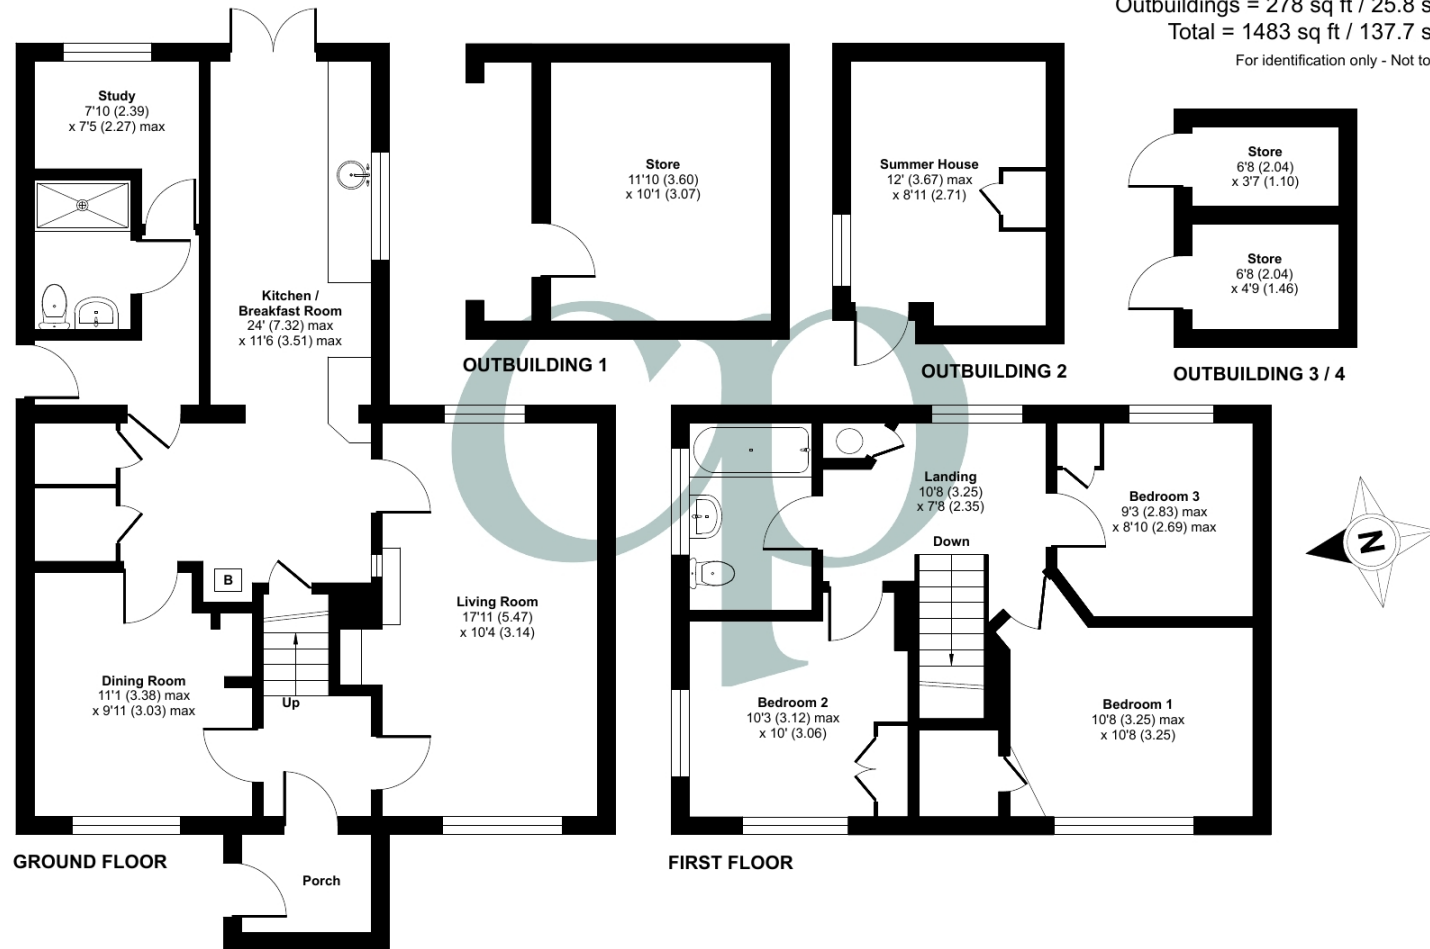 Outbuildings = 278 sq ft / 25.8 s
Total = 1483 sq ft / 137.7 s
For identification only - Not to
Study
7'10 (2.39)
x 7'5 (2.27) max
Kitchen /
Breakfast Room
24' (7.32) max
x 11'6 (3.51) max
Store
11'10 (3.60)
x 10'1 (3.07)
OUTBUILDING 1
Summer House
12' (3.67) max
x 8'11 (2.71)
OUTBUILDING 2
Store
6'8 (2.04)
x 3'7 (1.10)
Store
6'8 (2.04)
x 4'9 (1.46)
OUTBUILDING 3 / 4
B
Living Room
17'11 (5.47)
x 10'4 (3.14)
Dining Room
11'1 (3.38) max
x 9'11 (3.03) max
Up
Porch
GROUND FLOOR
Landing
10'8 (3.25)
x 7'8 (2.35)
Down
Bedroom 3
9'3 (2.83) max
x 8'10 (2.69) max
Bedroom 2
10'3 (3.12) max
x 10' (3.06)
Bedroom 1
10'8 (3.25) max
x 10'8 (3.25)
FIRST FLOOR
N
cp